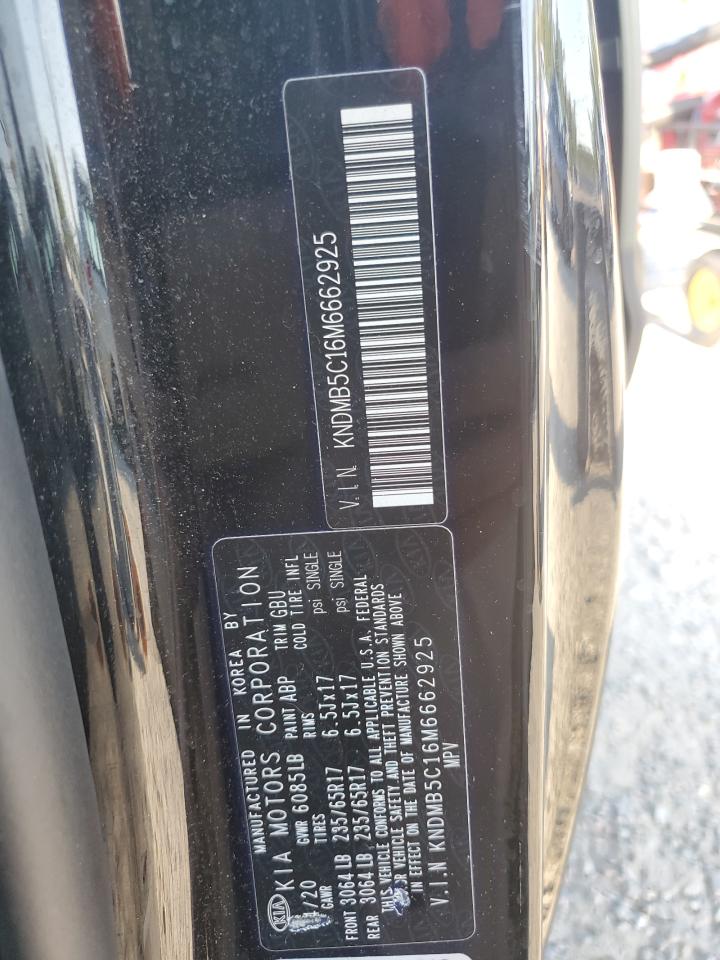 V.I.N KNDMB5C16M6662925
MANUFACTURED IN KOREA BY
KIA KIA MOTORS CORPORATION
/20 GVWR 6085LB PAINT ABP TRIM GBU
GAWR TIRES RIMS COLD TIRE INFL
FRONT 3064 LB 235/65R17 6.5Jx17 psi SINGLE
REAR 3064 LB 235/65R17 6.5Jx17 psi SINGLE
THIS VEHICLE CONFORMS TO ALL APPLICABLE U.S.A. FEDERAL
VEHICLE SAFETY AND THEFT PREVENTION STANDARDS
IN EFFECT ON THE DATE OF MANUFACTURE SHOWN ABOVE
V.I.N KNDMB5C16M6662925
MPV